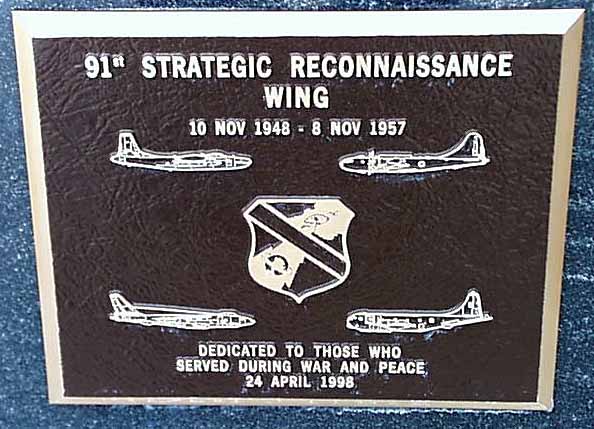 91st STRATEGIC RECONNAISSANCE
WING
10 NOV 1948 - 8 NOV 1957
DEDICATED TO THOSE WHO
SERVED DURING WAR AND PEACE
24 APRIL 1998